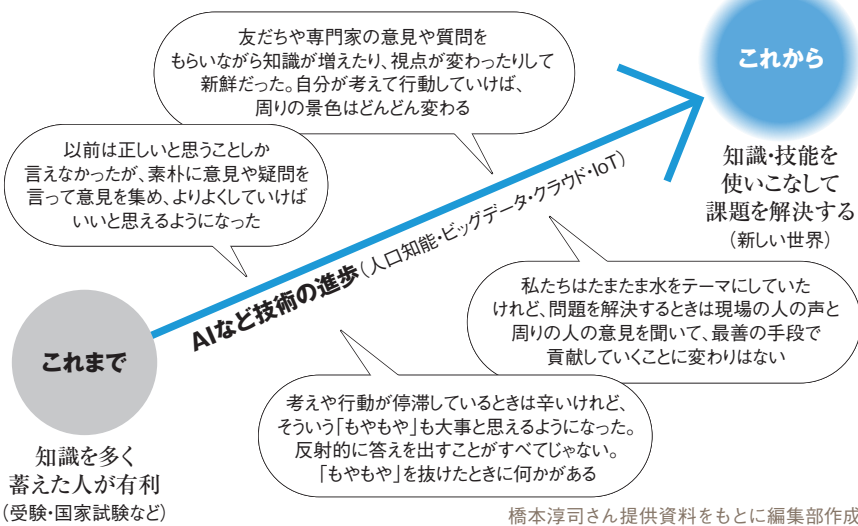 友だちや専門家の意見や質問を
もらいながら知識が増えたり、視点が変わったりして
新鮮だった。自分が考えて行動していけば、
周りの景色はどんどん変わる
これから
以前は正しいと思うことしか
言えなかったが、素朴に意見や疑問を
言って意見を集め、よりよくしていけば
いいと思えるようになった
知識・技能を
使いこなして
課題を解決する
(新しい世界)
AIなど技術の進歩(人口知能・ビッグデータ・クラウド・IoT)
私たちはたまたま水をテーマにしていた
けれど、問題を解決するときは現場の人の声と
周りの人の意見を聞いて、最善の手段で
貢献していくことに変わりはない
これまで
考えや行動が停滞しているときは辛いけれど、
そういう「もやもや」も大事と思えるようになった。
反射的に答えを出すことがすべてじゃない。
「もやもや」を抜けたときに何かがある
知識を多く
蓄えた人が有利
(受験・国家試験など)
橋本淳司さん提供資料をもとに編集部作成